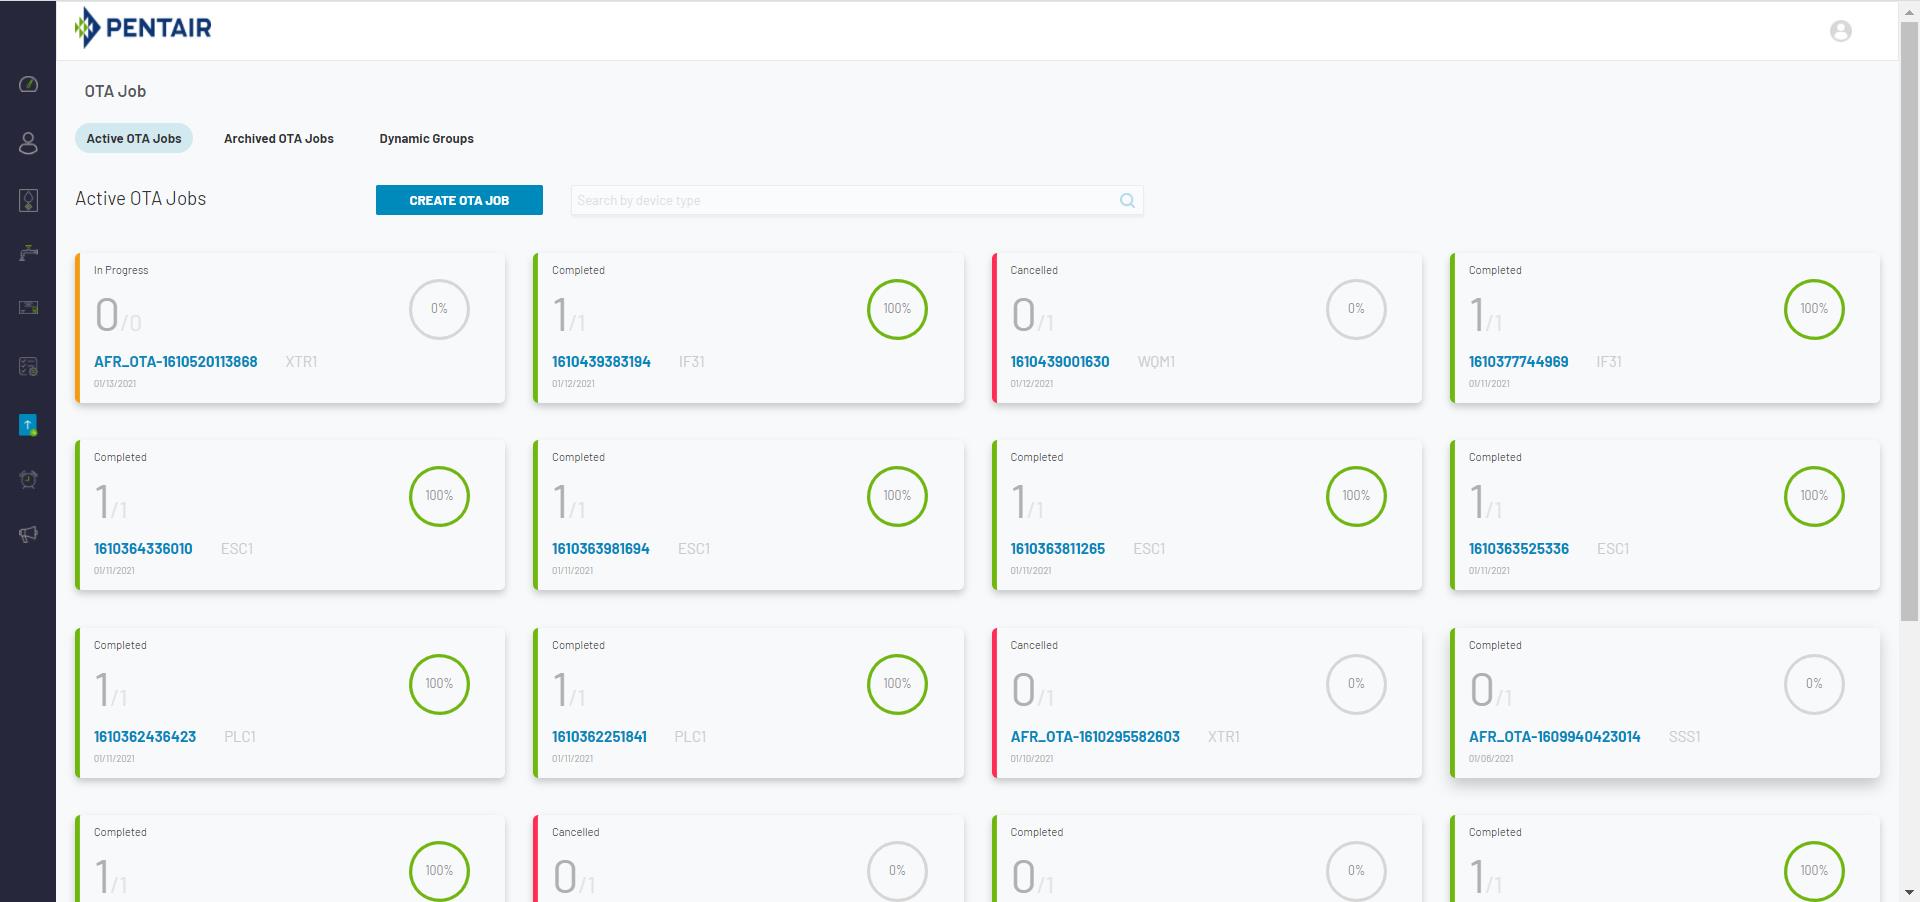 PENTAIR
OTA Job
Active OTA Jobs Archived OTA Jobs Dynamic Groups
Active OTA Jobs CREATE OTA JOB Search by device type
In Progress
0/0 0%
AFR_OTA-1610520113868 XTR1
01/13/2021
Completed
1/1 100%
1610439383194 IF31
01/12/2021
Cancelled
0/1 0%
1610439001630 WQM1
01/12/2021
Completed
1/1 100%
1610377744969 IF31
01/11/2021
Completed
1/1 100%
1610364336010 ESC1
01/11/2021
Completed
1/1 100%
1610363981694 ESC1
01/11/2021
Completed
1/1 100%
1610363811265 ESC1
01/11/2021
Completed
1/1 100%
1610363525336 ESC1
01/11/2021
Completed
1/1 100%
1610362436423 PLC1
01/11/2021
Completed
1/1 100%
1610362251841 PLC1
01/11/2021
Cancelled
0/1 0%
AFR_OTA-1610295582603 XTR1
01/10/2021
Completed
0/1 0%
AFR_OTA-1609940423014 SSS1
01/06/2021
Completed
1/1 100%
Cancelled
0/1 0%
Completed
0/1 0%
Completed
1/1 100%